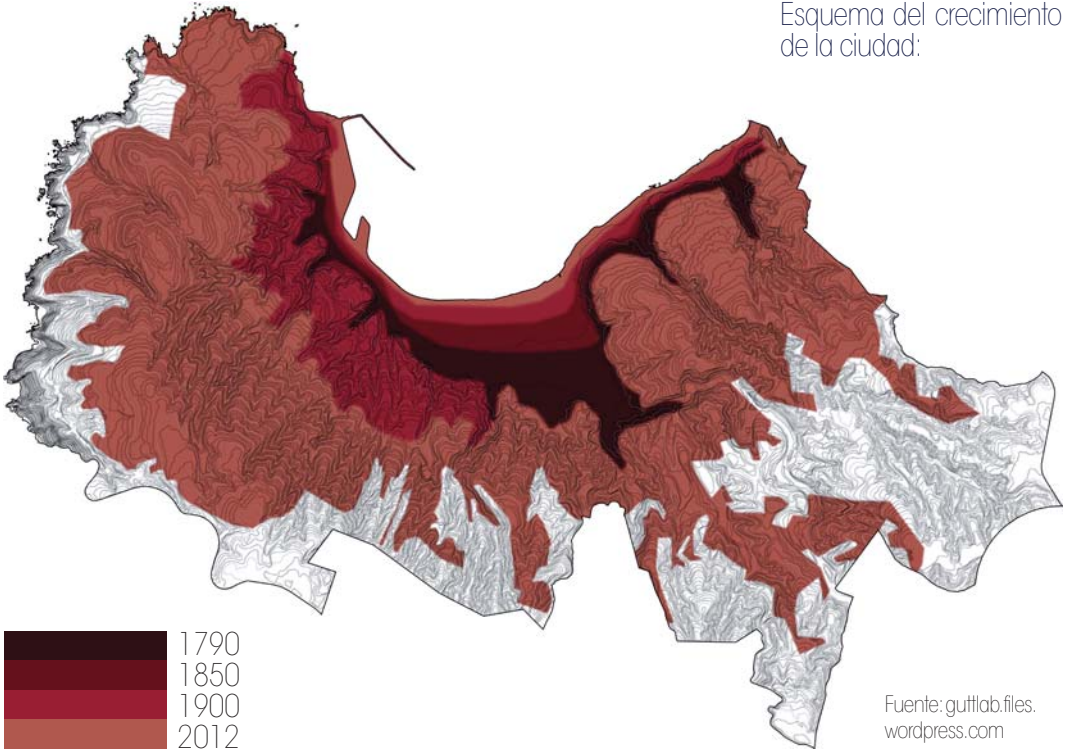 Esquema del crecimiento
de la ciudad:
1790
1850
1900
2012
Fuente: guttlab.files.
wordpress.com